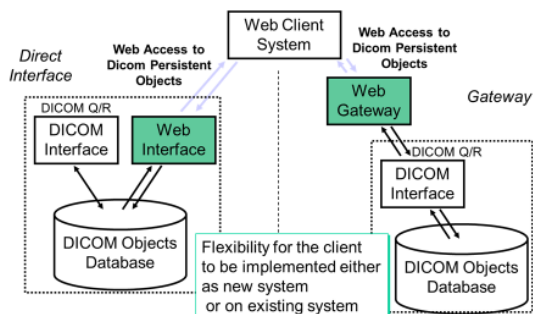 Web Client
System
Web Access to
Dicom Persistent
Objects
Web Access to
Dicom Persistent
Objects
Direct
Interface
Gateway
DICOM Q/R
DICOM
Interface
Web
Interface
DICOM Objects
Database
Web
Gateway
DICOM Q/R
DICOM
Interface
DICOM Objects
Database
Flexibility for the client
to be implemented either
as new system
or on existing system